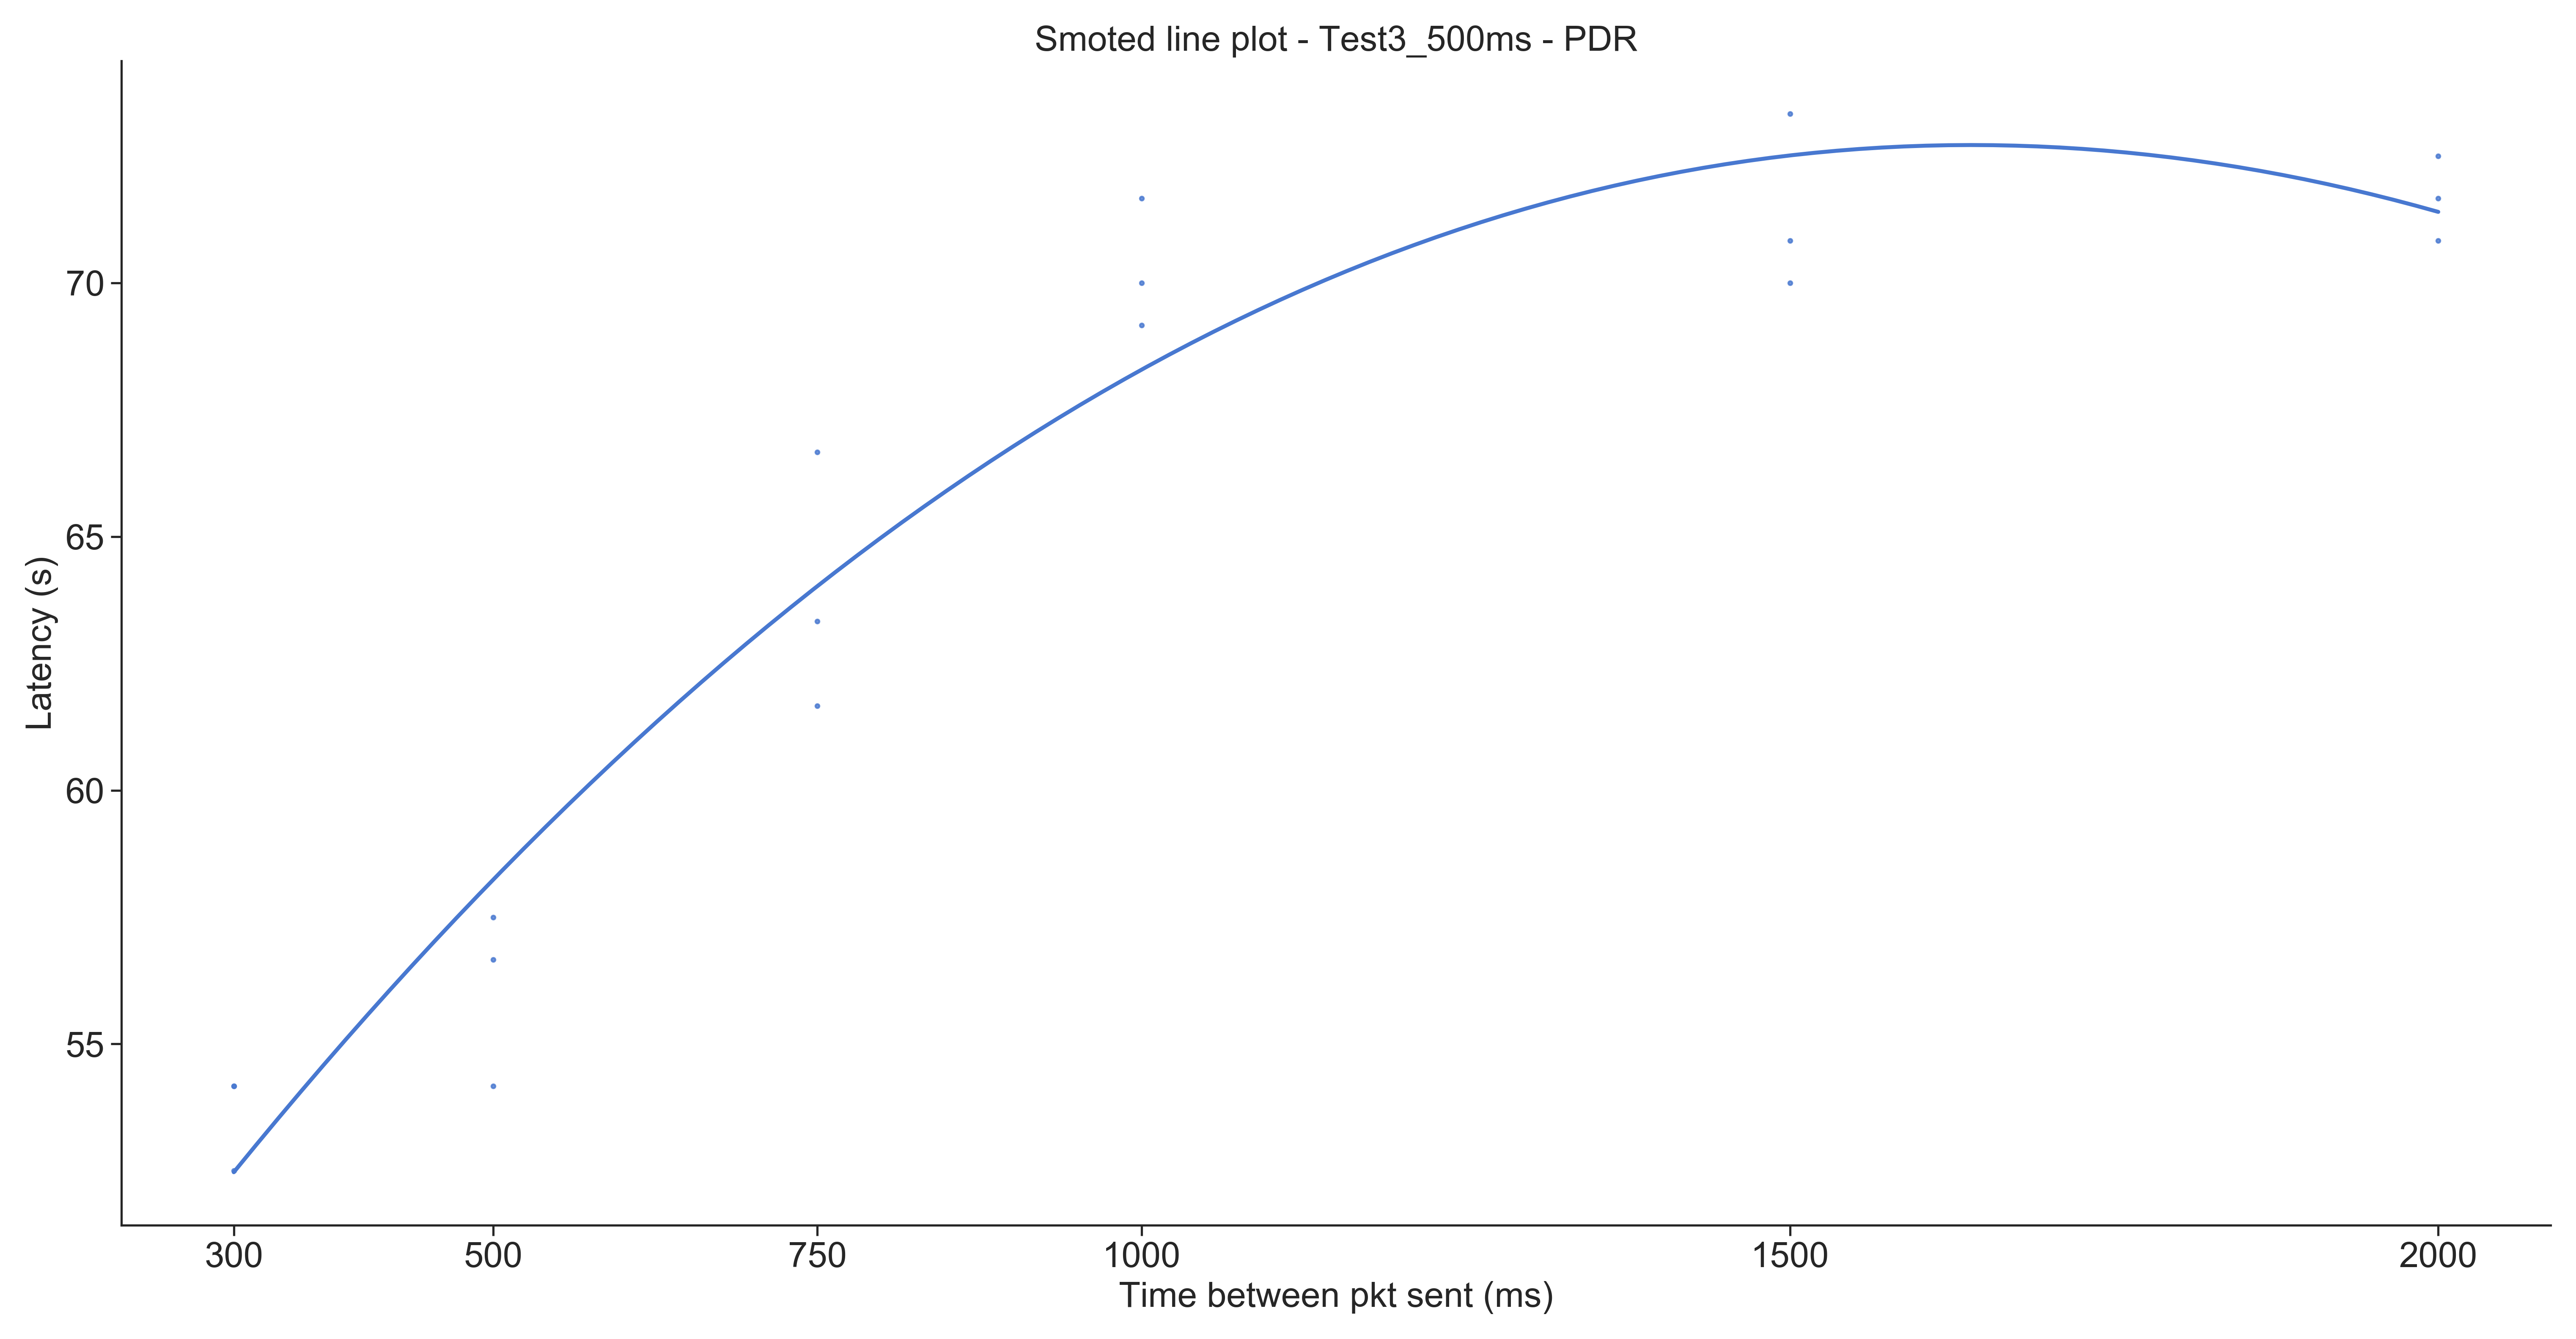 Smoted line plot - Test3_500ms - PDR
Latency (s)
70
65
60
55
300 500 750 1000 1500 2000
Time between pkt sent (ms)